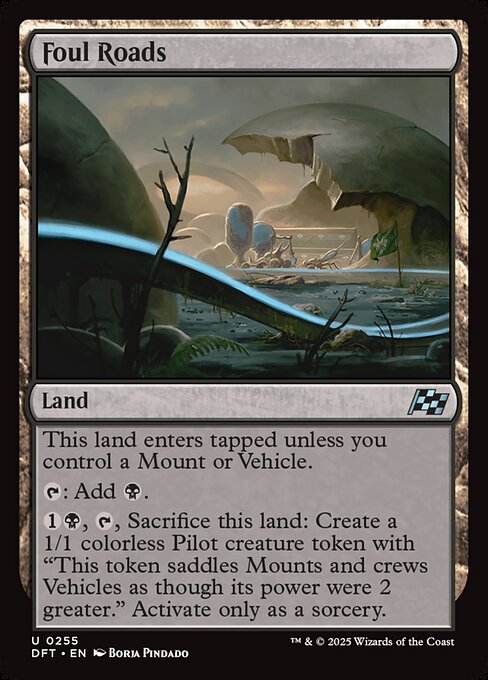 Foul Roads
Land
This land enters tapped unless you
control a Mount or Vehicle.
: Add .
1, , Sacrifice this land: Create a
1/1 colorless Pilot creature token with
“This token saddles Mounts and crews
Vehicles as though its power were 2
greater.” Activate only as a sorcery.
U 0255
DFT • EN Borja Pindado
™ & © 2025 Wizards of the Coast